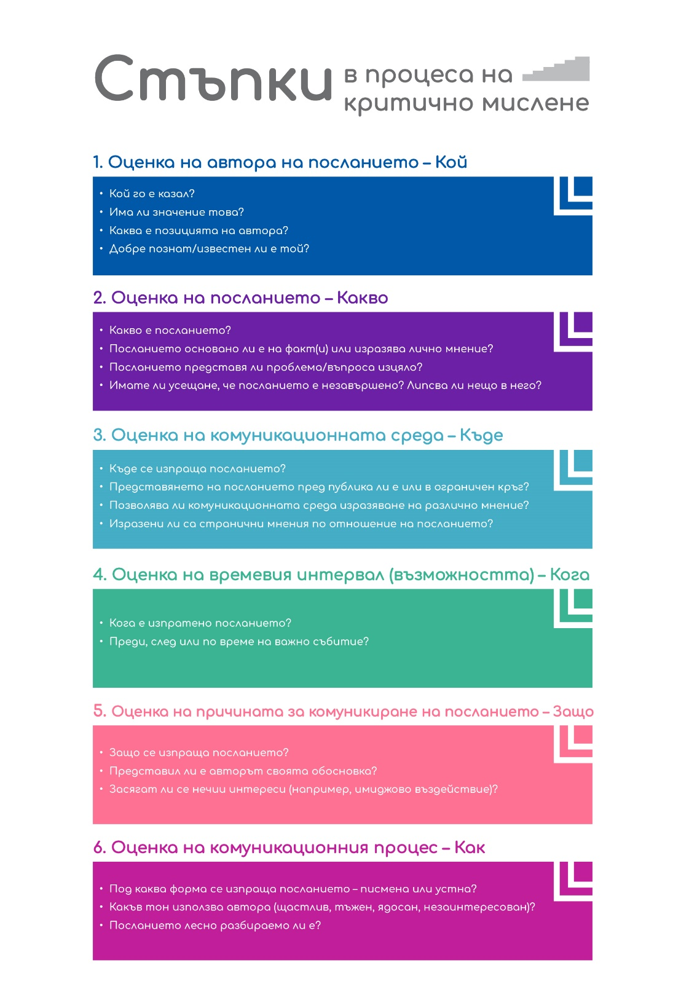 Стъпки в процеса на
критично мислене
1. Оценка на автора на посланието – Кой
• Кой го е казал?
• Има ли значение това?
• Каква е позицията на автора?
• Добре познат/известен ли е той?
2. Оценка на посланието – Какво
• Какво е посланието?
• Посланието основано ли е на факт(и) или изразява лично мнение?
• Посланието представя ли проблема/въпроса изцяло?
• Имате ли усещане, че посланието е незавършено? Липсва ли нещо в него?
3. Оценка на комуникационната среда – Къде
• Къде се изпраща посланието?
• Представянето на посланието пред публика ли е или в ограничен кръг?
• Позволява ли комуникационната среда изразяване на различно мнение?
• Изразени ли са странични мнения по отношение на посланието?
4. Оценка на времевия интервал (възможността) – Кога
• Кога е изпратено посланието?
• Преди, след или по време на важно събитие?
5. Оценка на причината за комуникиране на посланието – Защо
• Защо се изпраща посланието?
• Представил ли е авторът своята обосновка?
• Засягат ли се нечии интереси (например, имиджово въздействие)?
6. Оценка на комуникационния процес – Как
• Под каква форма се изпраща посланието – писмена или устна?
• Какъв тон използва автора (щастлив, тъжен, ядосан, незаинтересован)?
• Посланието лесно разбираемо ли е?